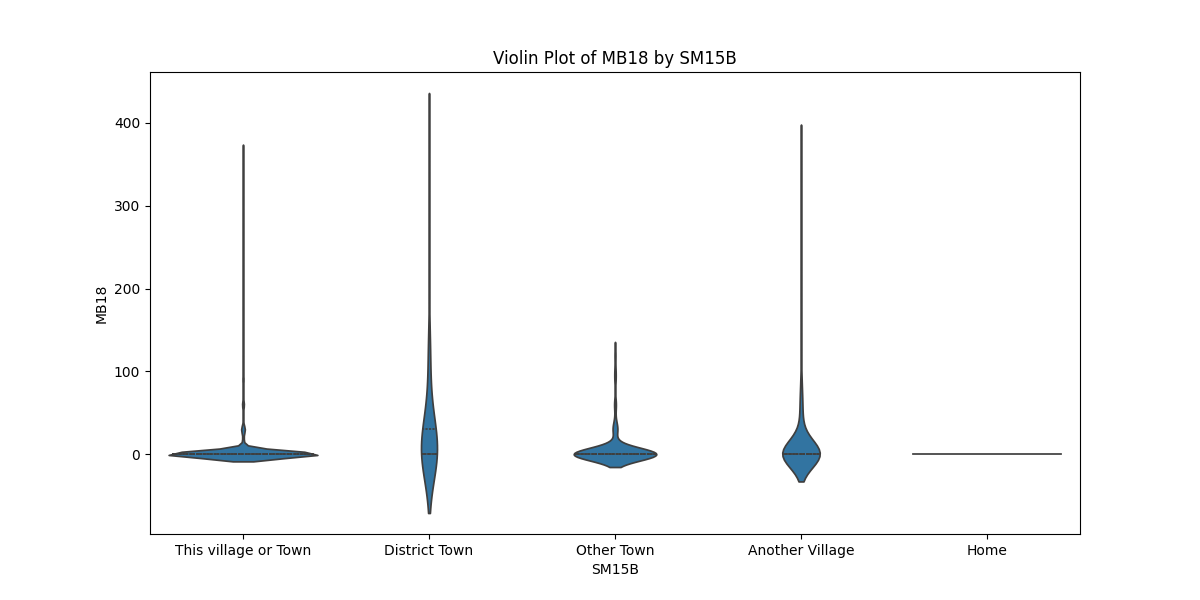 Violin Plot of MB18 by SM15B
400
300
200
100
0
MB18
This village or Town
District Town
Other Town
Another Village
Home
SM15B